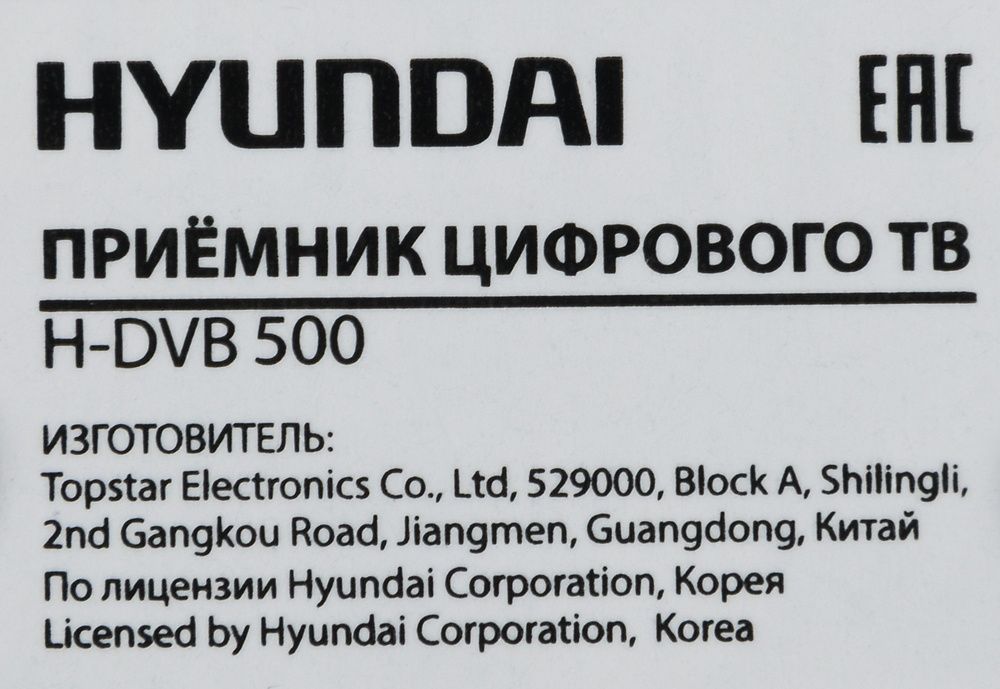 HYUNDAI EAC
ПРИЁМНИК ЦИФРОВОГО ТВ
H-DVB 500
ИЗГОТОВИТЕЛЬ:
Topstar Electronics Co., Ltd, 529000, Block A, Shilingli,
2nd Gangkou Road, Jiangmen, Guangdong, Китай
По лицензии Hyundai Corporation, Корея
Licensed by Hyundai Corporation, Korea